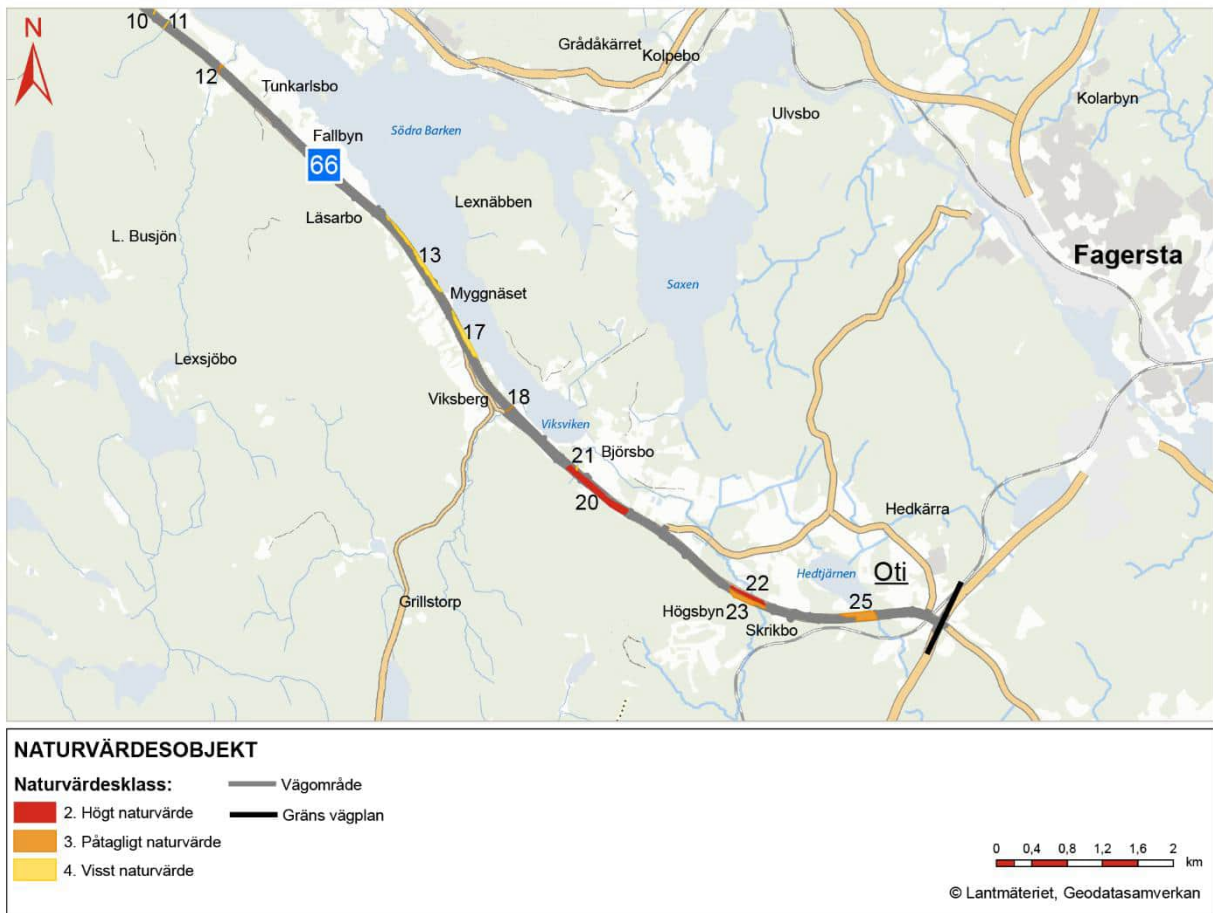 10
11
N
Grådåkärret
Kolpebo
12
Tunkarlsbo
Kolarbyn
Ulvsbo
Södra Barken
Fallbyn
66
Lexnäbben
Läsarbo
L. Busjön
13
Fagersta
Saxen
Myggnäset
17
Lexsjöbo
Viksberg
18
Viksviken
21
Björsbo
20
Hedkärra
Hedtjärnen
Oti
22
Grillstorp
25
Högsbyn
23
Skrikbo
NATURVÄRDESOBJEKT
Naturvärdesklass:
2. Högt naturvärde
3. Påtagligt naturvärde
4. Visst naturvärde
Vägområde
Gräns vägplan
0 0,4 0,8 1,2 1,6 2
km
© Lantmäteriet, Geodatasamverkan